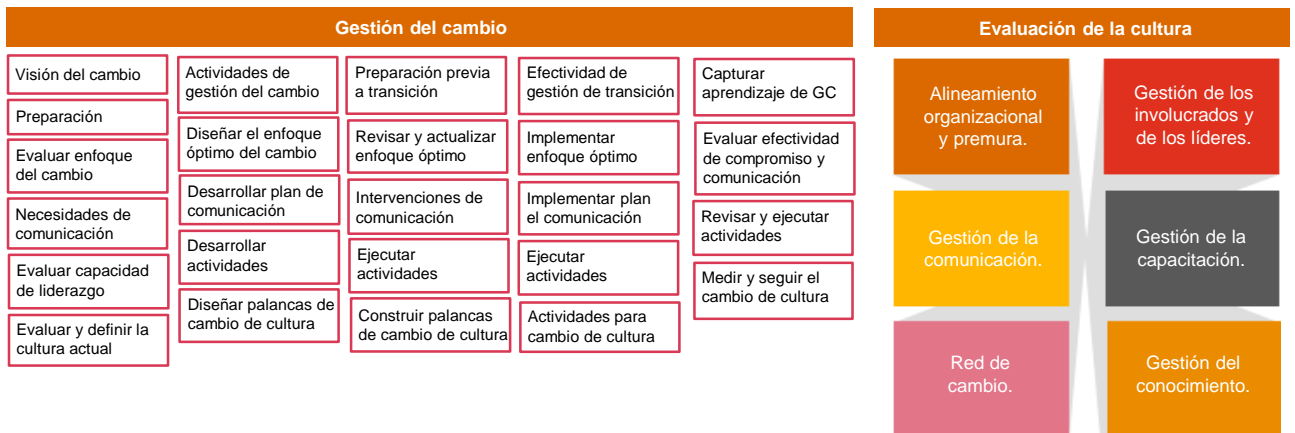 Gestión del cambio
Visión del cambio
Preparación
Evaluar enfoque
del cambio
Necesidades de
comunicación
Evaluar capacidad
de liderazgo
Evaluar y definir la
cultura actual
Actividades de
gestión del cambio
Diseñar el enfoque
óptimo del cambio
Desarrollar plan de
comunicación
Desarrollar
actividades
Diseñar palancas de
cambio de cultura
Preparación previa
a transición
Revisar y actualizar
enfoque óptimo
Intervenciones de
comunicación
Ejecutar
actividades
Construir palancas
de cambio de cultura
Efectividad de
gestión de transición
Implementar
enfoque óptimo
Implementar plan
el comunicación
Ejecutar
actividades
Actividades para
cambio de cultura
Capturar
aprendizaje de GC
Evaluar efectividad
de compromiso y
comunicación
Revisar y ejecutar
actividades
Medir y seguir el
cambio de cultura
Evaluación de la cultura
Alineamiento
organizacional
y premura.
Gestión de los
involucrados y
de los líderes.
Gestión de la
comunicación.
Gestión de la
capacitación.
Red de
cambio.
Gestión del
conocimiento.